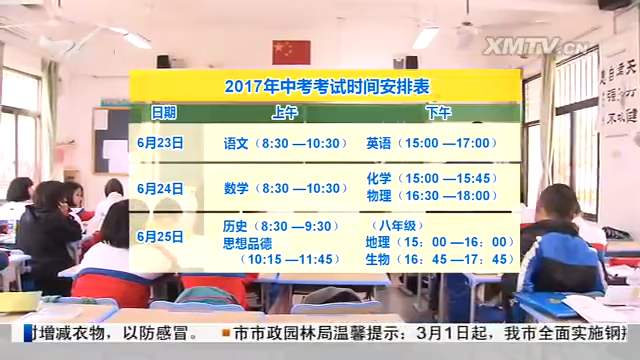 XMTV.CN
2017年中考考试时间安排表
日期 上午 下午
6月23日 语文（8:30 —10:30） 英语（15:00 —17:00）
6月24日 数学（8:30 —10:30） 化学（15:00 —15:45）
物理（16:30 —18:00）
6月25日 历史（8:30 —9:30） （八年级）
思想品德 地理（15：00 —16：00）
（10:15 —11:45） 生物（16：45 —17：45）
自强
不息
天
健
增减衣物，以防感冒。 市市政园林局温馨提示：3月1日起，我市全面实施钢